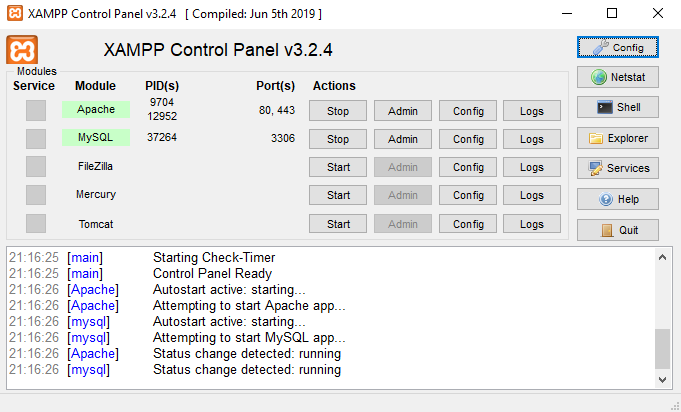 XAMPP Control Panel v3.2.4 [ Compiled: Jun 5th 2019 ]
XAMPP Control Panel v3.2.4
Config
Modules
Service Module PID(s) Port(s) Actions
Netstat
Apache 9704 12952 80, 443 Stop Admin Config Logs
Shell
MySQL 37264 3306 Stop Admin Config Logs
Explorer
FileZilla Start Admin Config Logs
Services
Mercury Start Admin Config Logs
Help
Tomcat Start Admin Config Logs
Quit
21:16:25 [main] Starting Check-Timer
21:16:25 [main] Control Panel Ready
21:16:25 [Apache] Autostart active: starting...
21:16:26 [Apache] Attempting to start Apache app...
21:16:26 [mysql] Autostart active: starting...
21:16:26 [mysql] Attempting to start MySQL app...
21:16:26 [Apache] Status change detected: running
21:16:26 [mysql] Status change detected: running